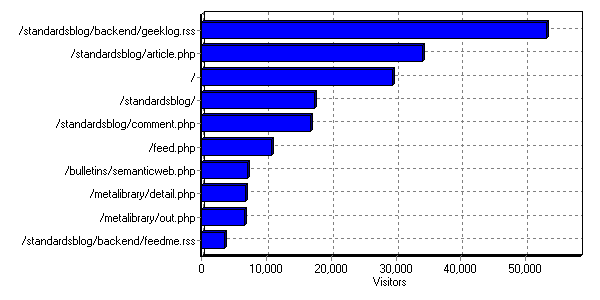 /standardsblog/backend/geeklog.rss
/standardsblog/article.php
/
/standardsblog/
/standardsblog/comment.php
/feed.php
/bulletins/semanticweb.php
/metalibrary/detail.php
/metalibrary/out.php
/standardsblog/backend/feedme.rss
0 10,000 20,000 30,000 40,000 50,000
Visitors